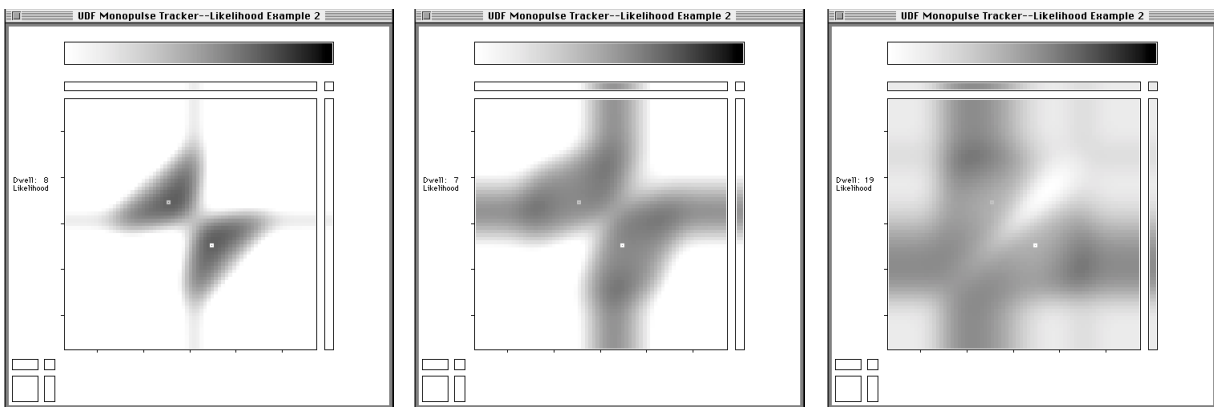 UDF Monopulse Tracker--Likelihood Example 2
Dwell: 8
Likelihood
UDF Monopulse Tracker--Likelihood Example 2
Dwell: 7
Likelihood
UDF Monopulse Tracker--Likelihood Example 2
Dwell: 19
Likelihood